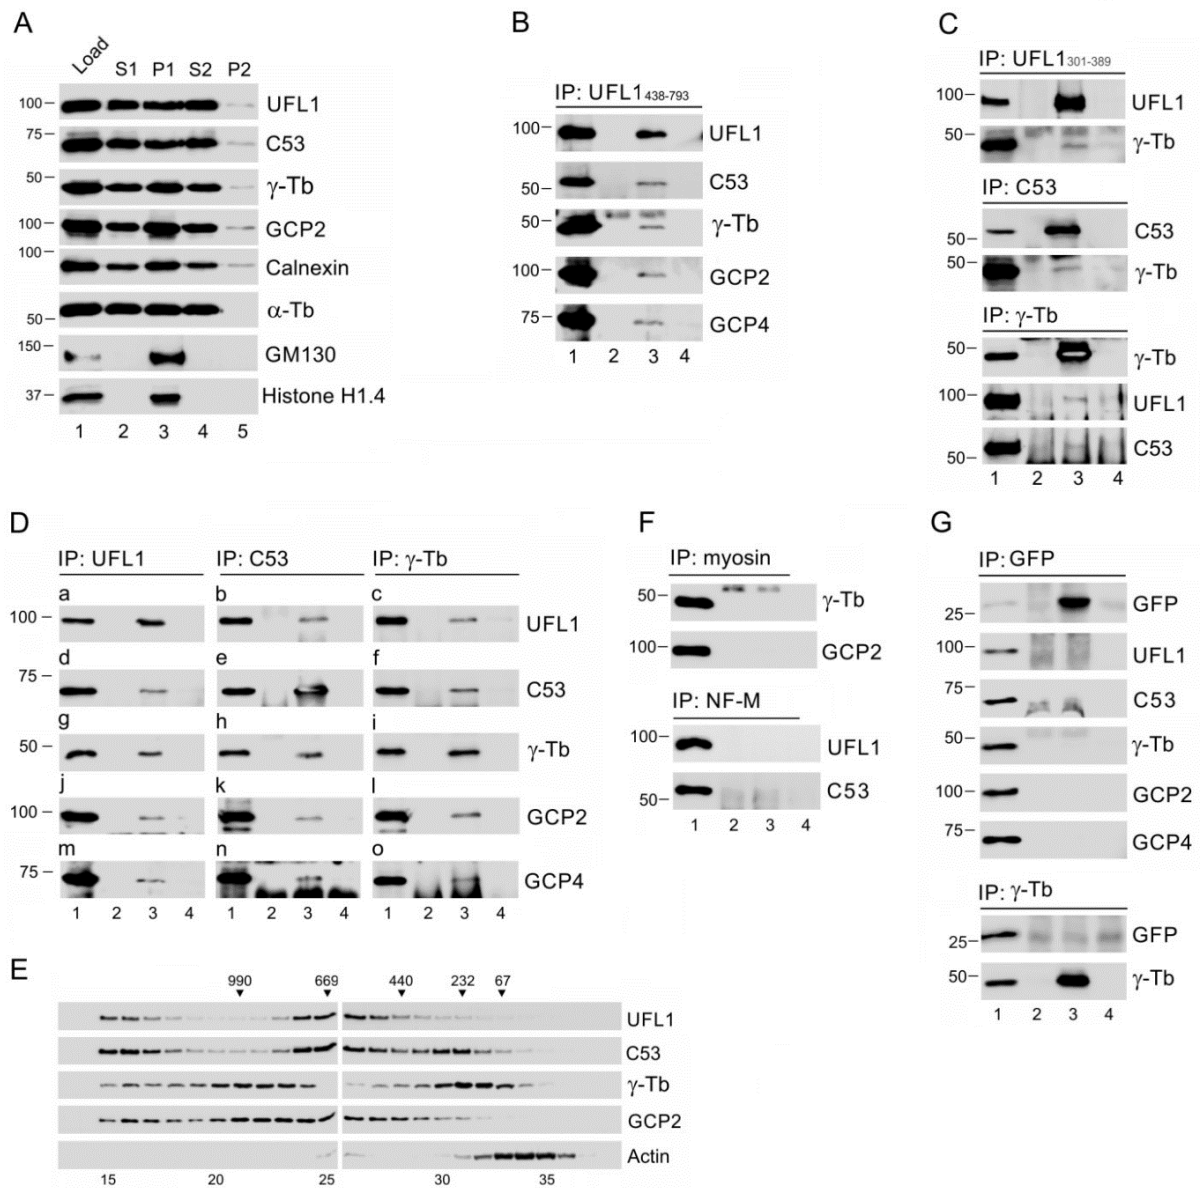 A
Load S1 P1 S2 P2
100 UFL1
75 C53
50 γ-Tb
100 GCP2
100 Calnexin
50 α-Tb
150 GM130
37 Histone H1.4
1 2 3 4 5
B
IP: UFL1438-793
100 UFL1
50 C53
50 γ-Tb
100 GCP2
75 GCP4
1 2 3 4
C
IP: UFL1301-389
100 UFL1
50 γ-Tb
IP: C53
50 C53
50 γ-Tb
IP: γ-Tb
50 γ-Tb
100 UFL1
50 C53
1 2 3 4
D
IP: UFL1 IP: C53 IP: γ-Tb
a b c
100 UFL1
d e f
75 C53
g h i
50 γ-Tb
j k l
100 GCP2
m n o
75 GCP4
1 2 3 4 1 2 3 4 1 2 3 4
E
990 669 440 232 67
UFL1
C53
γ-Tb
GCP2
Actin
15 20 25 30 35
F
IP: myosin
50 γ-Tb
100 GCP2
IP: NF-M
100 UFL1
50 C53
1 2 3 4
G
IP: GFP
25 GFP
100 UFL1
75 C53
50 γ-Tb
100 GCP2
75 GCP4
IP: γ-Tb
25 GFP
50 γ-Tb
1 2 3 4